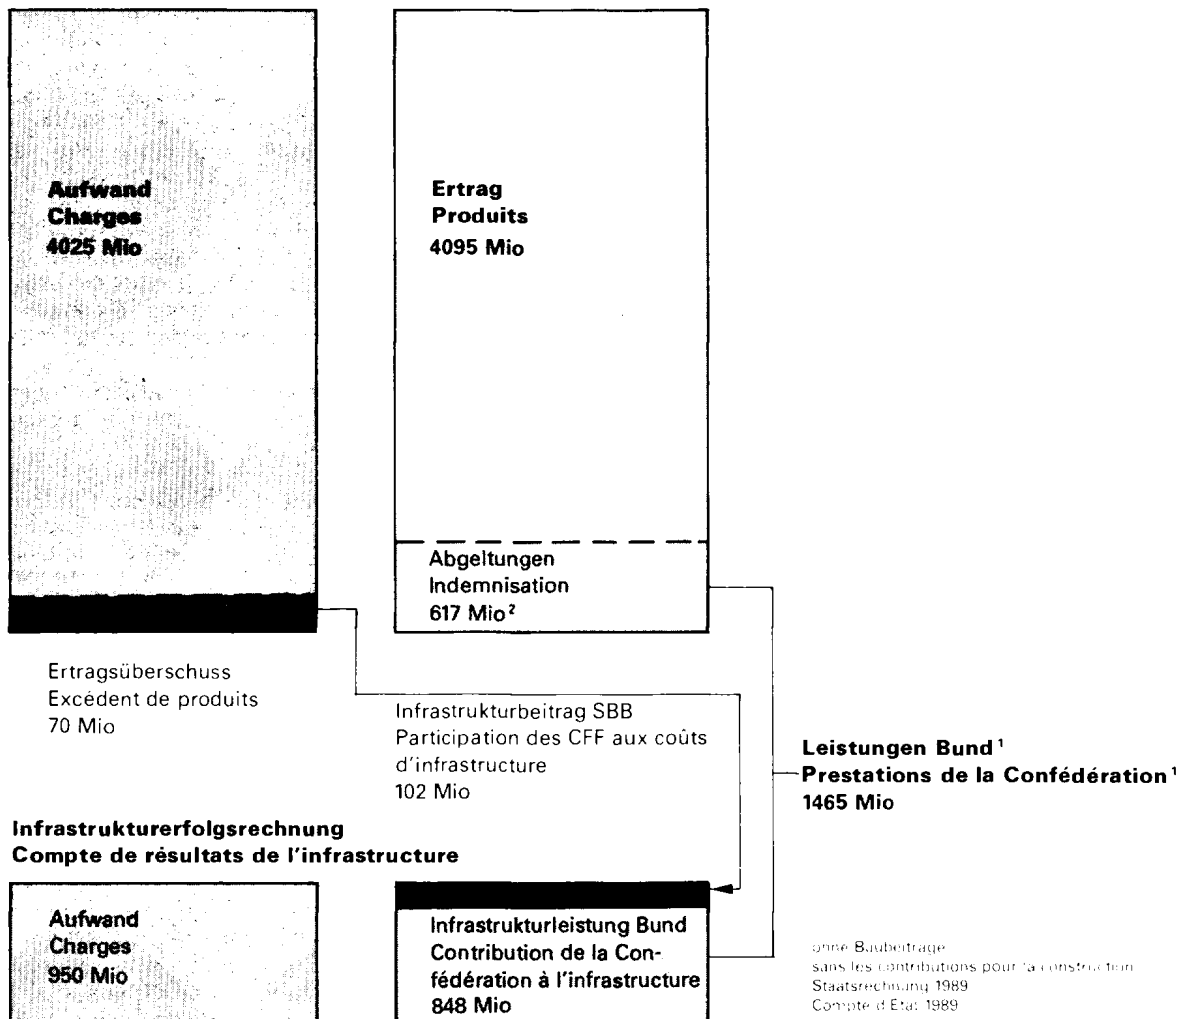 Aufwand
Charges
4025 Mio
Ertrag
Produits
4095 Mio
Abgeltungen
Indemnisation
617 Mio²
Ertragsüberschuss
Excédent de produits
70 Mio
Infrastrukturbeitrag SBB
Participation des CFF aux coûts
d'infrastructure
102 Mio
Leistungen Bund¹
Prestations de la Confédération¹
1465 Mio
Infrastrukturerfolgsrechnung
Compte de résultats de l'infrastructure
Aufwand
Charges
950 Mio
Infrastrukturleistung Bund
Contribution de la Con-
fédération à l'infrastructure
848 Mio
ohne Baubeiträge
sans les contributions pour la construction
Staatsrechnung 1989
Compte d'Etat 1989